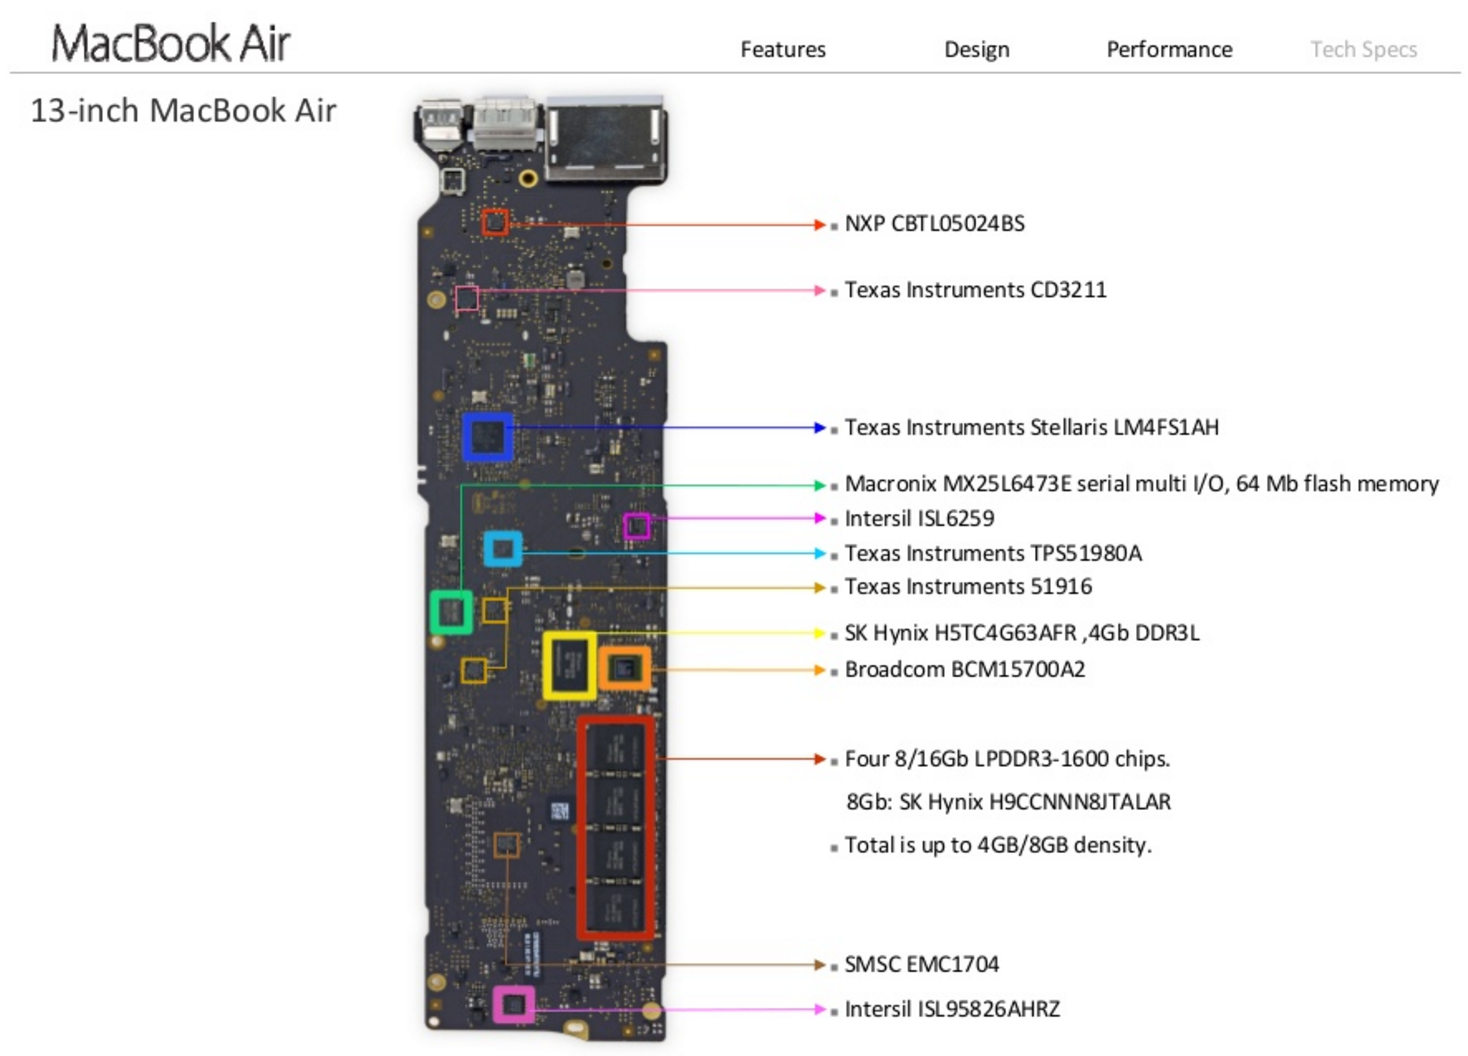 MacBook Air
Features
Design
Performance
Tech Specs
13-inch MacBook Air
NXP CBTL05024BS
Texas Instruments CD3211
Texas Instruments Stellaris LM4FS1AH
Macronix MX25L6473E serial multi I/O, 64 Mb flash memory
Intersil ISL6259
Texas Instruments TPS51980A
Texas Instruments 51916
SK Hynix H5TC4G63AFR ,4Gb DDR3L
Broadcom BCM15700A2
Four 8/16Gb LPDDR3-1600 chips.
8Gb: SK Hynix H9CCNNN8JTALAR
Total is up to 4GB/8GB density.
SMSC EMC1704
Intersil ISL95826AHRZ